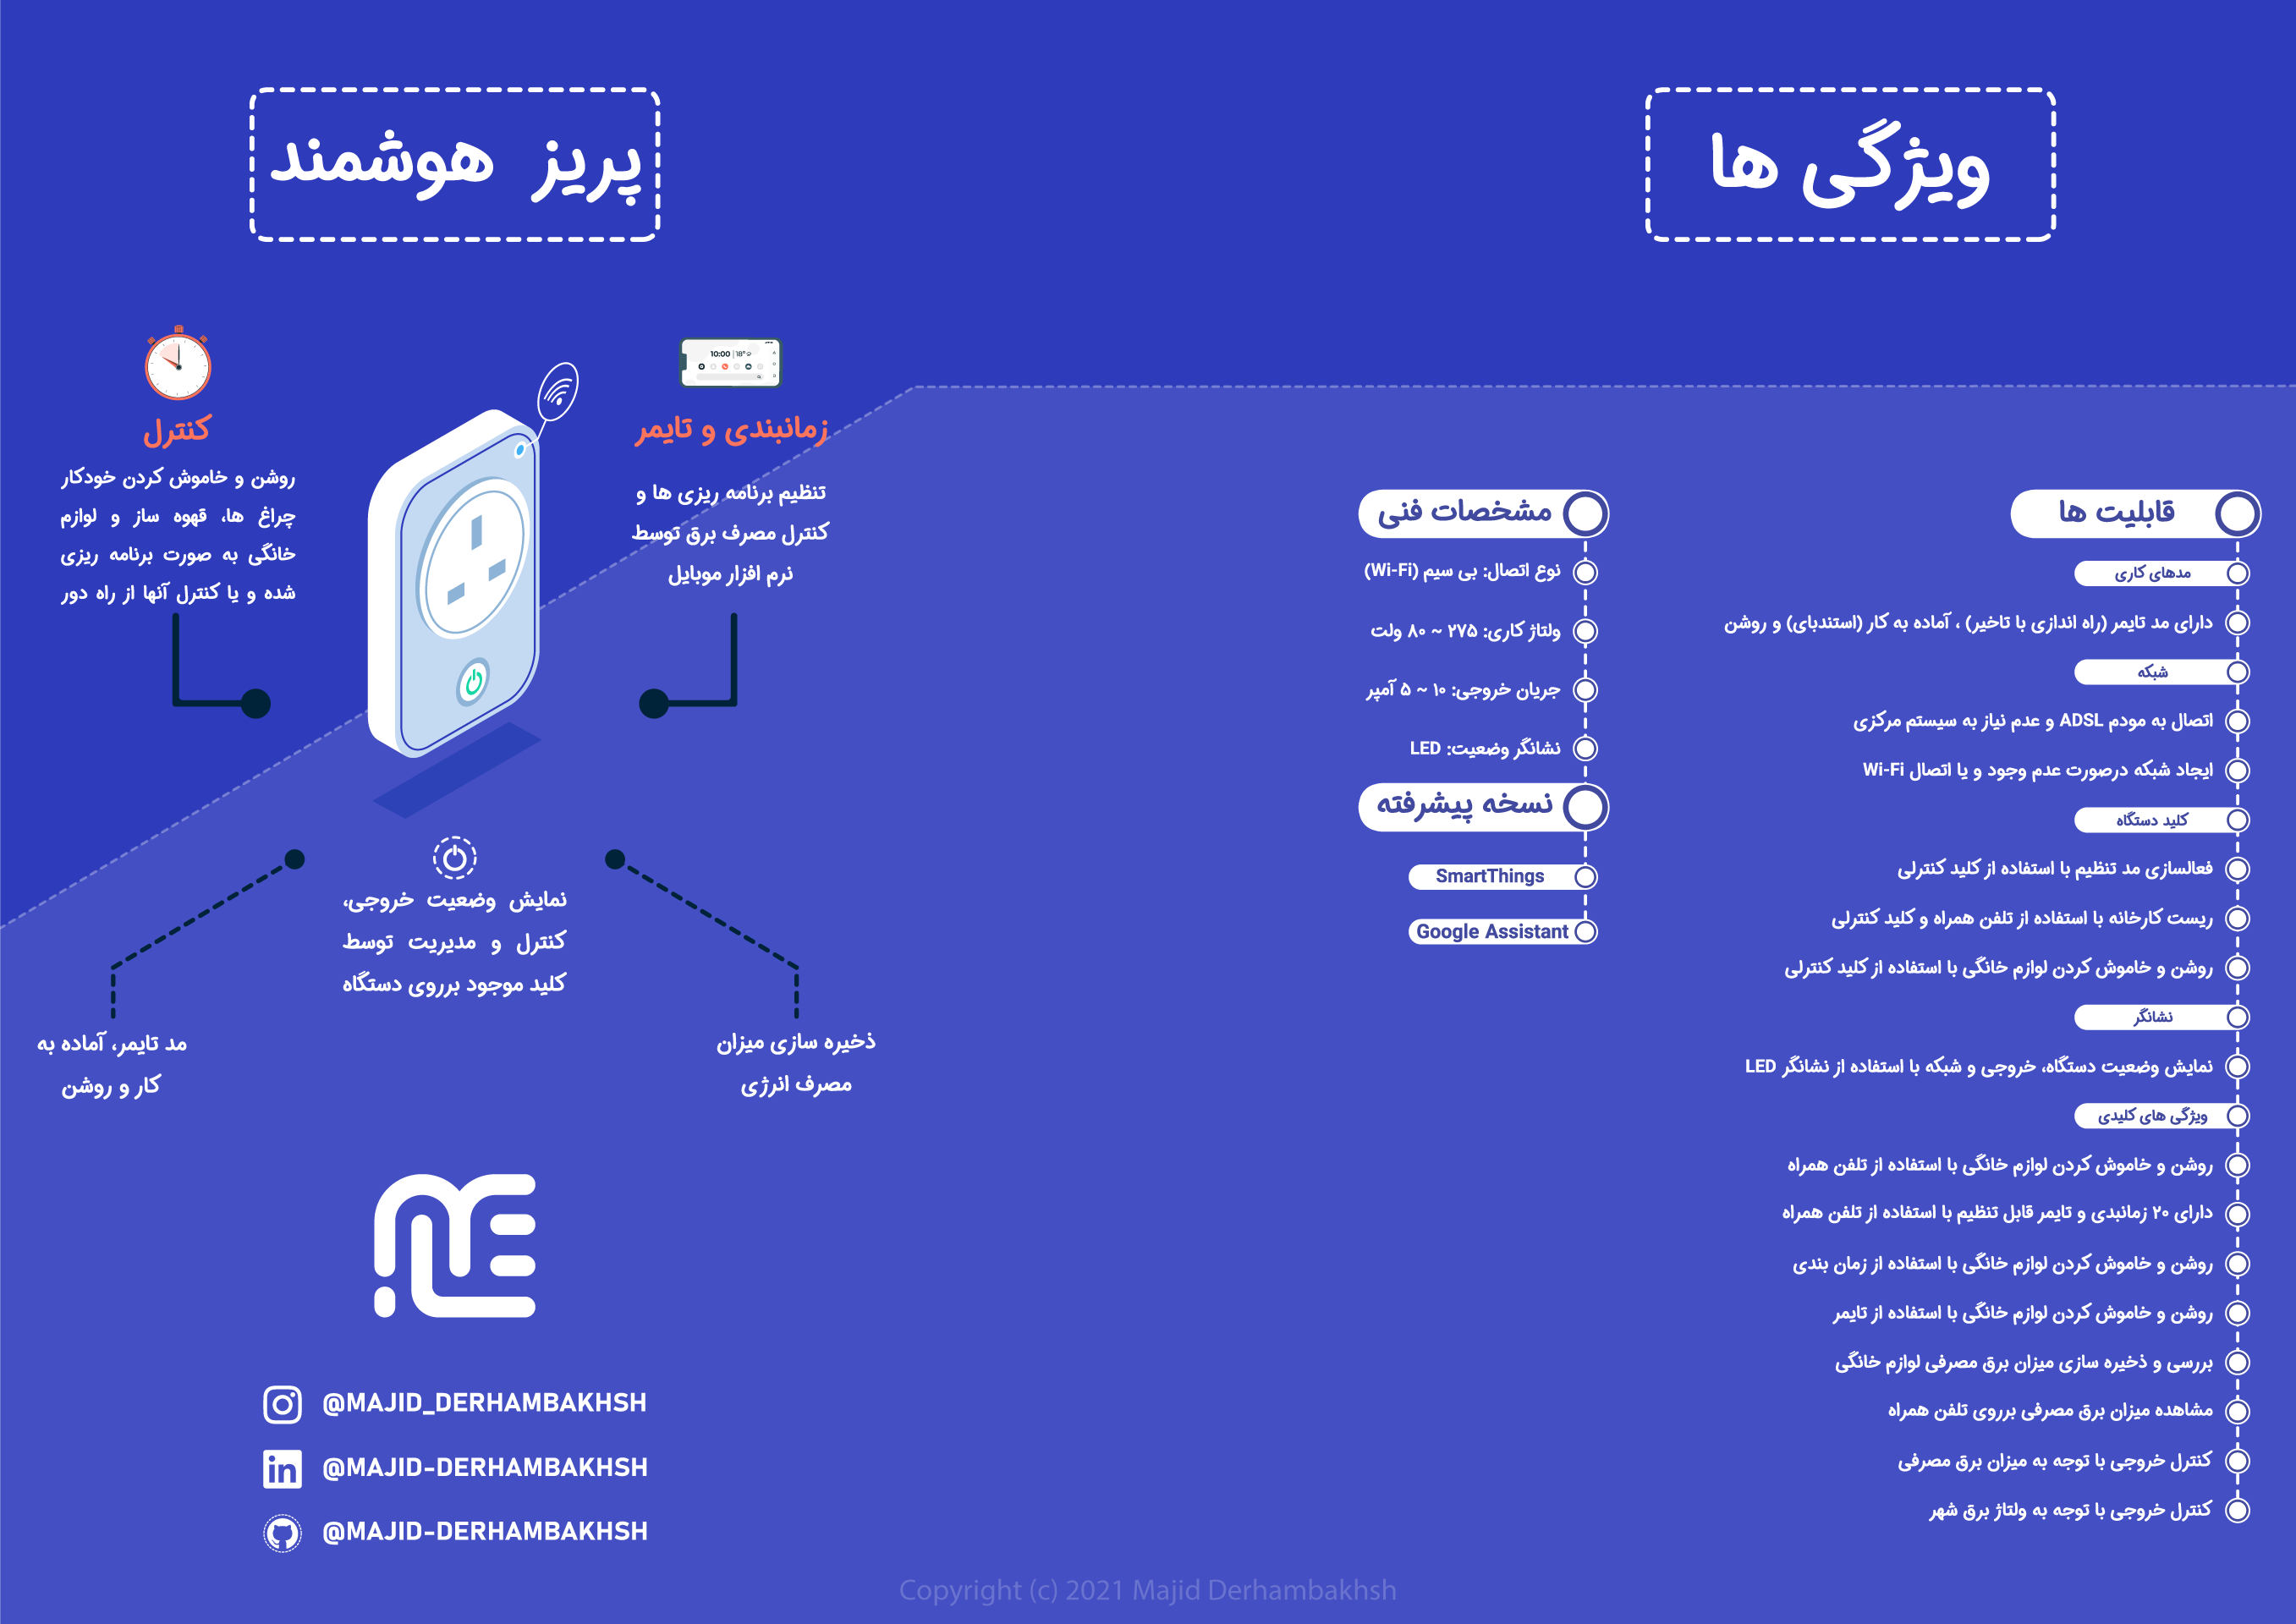 ویژگی ها
قابلیت ها
مدهای کاری
دارای مد تایمر (راه اندازی با تاخیر) ، آماده به کار (استندبای) و روشن
شبکه
اتصال به مودم ADSL و عدم نیاز به سیستم مرکزی
ایجاد شبکه درصورت عدم وجود و یا اتصال Wi-Fi
کلید دستگاه
فعالسازی مد تنظیم با استفاده از کلید کنترلی
ریست کارخانه با استفاده از تلفن همراه و کلید کنترلی
روشن و خاموش کردن لوازم خانگی با استفاده از کلید کنترلی
نشانگر
نمایش وضعیت دستگاه، خروجی و شبکه با استفاده از نشانگر LED
ویژگی های کلیدی
روشن و خاموش کردن لوازم خانگی با استفاده از تلفن همراه
دارای ۲۰ زمانبدی و تایمر قابل تنظیم با استفاده از تلفن همراه
روشن و خاموش کردن لوازم خانگی با استفاده از زمان بندی
روشن و خاموش کردن لوازم خانگی با استفاده از تایمر
بررسی و ذخیره سازی میزان برق مصرفی لوازم خانگی
مشاهده میزان برق مصرفی برروی تلفن همراه
کنترل خروجی با توجه به میزان برق مصرفی
کنترل خروجی با توجه به ولتاژ برق شهر
مشخصات فنی
نوع اتصال: بی سیم (Wi-Fi)
ولتاژ کاری: ۲۷۵ ~ ۸۰ ولت
جریان خروجی: ۱۰ ~ ۵ آمپر
نشانگر وضعیت: LED
نسخه پیشرفته
SmartThings
Google Assistant
پریز هوشمند
10:00 18°
زمانبندی و تایمر
تنظیم برنامه ریزی ها و
کنترل مصرف برق توسط
نرم افزار موبایل
کنترل
روشن و خاموش کردن خودکار
چراغ ها، قهوه ساز و لوازم
خانگی به صورت برنامه ریزی
شده و یا کنترل آنها از راه دور
نمایش وضعیت خروجی،
کنترل و مدیریت توسط
کلید موجود برروی دستگاه
ذخیره سازی میزان
مصرف انرژی
مد تایمر، آماده به
کار و روشن
@MAJID_DERHAMBAKHSH
@MAJID-DERHAMBAKHSH
@MAJID-DERHAMBAKHSH
Copyright (c) 2021 Majid Derhambakhsh